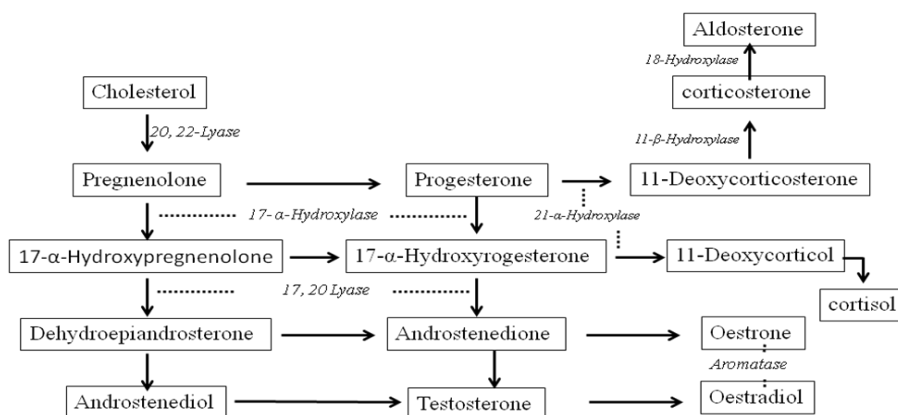 Aldosterone
18-Hydroxylase
Cholesterol
corticosterone
20, 22-Lyase
11-β-Hydroxylase
Pregnenolone
Progesterone
11-Deoxycorticosterone
17- α-Hydroxylase
21-α-Hydroxylase
17-α-Hydroxypregnenolone
17-α-Hydroxyrogesterone
11-Deoxycorticol
17, 20 Lyase
cortisol
Dehydroepiandrosterone
Androstenedione
Oestrone
Aromatase
Androstenediol
Testosterone
Oestradiol